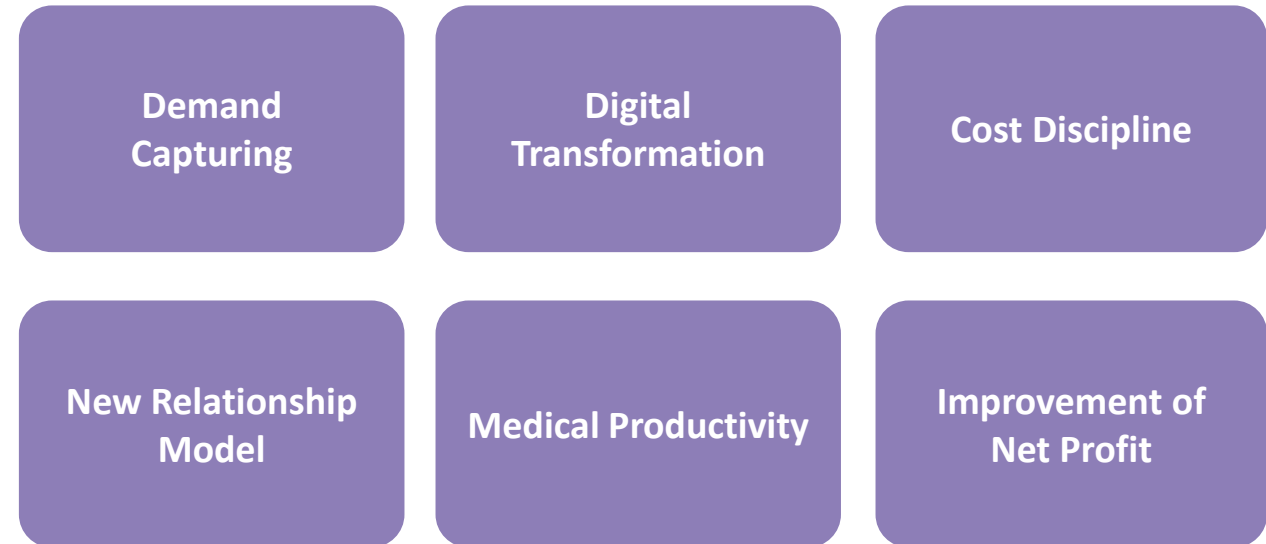 Demand
Capturing
Digital
Transformation
Cost Discipline
New Relationship
Model
Medical Productivity
Improvement of
Net Profit